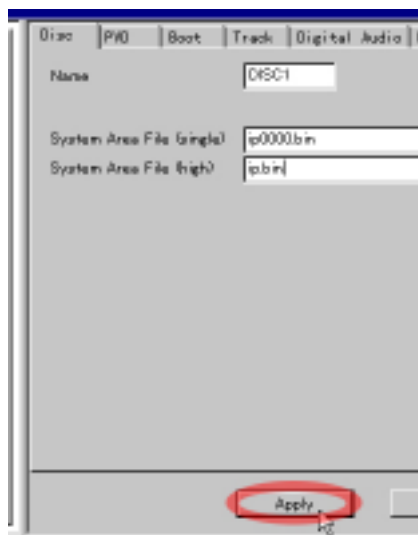 Disc PVD Boot Track Digital Audio
Name DISC1
System Area File (single) ip0000.bin
System Area File (high) ip.bin
Apply